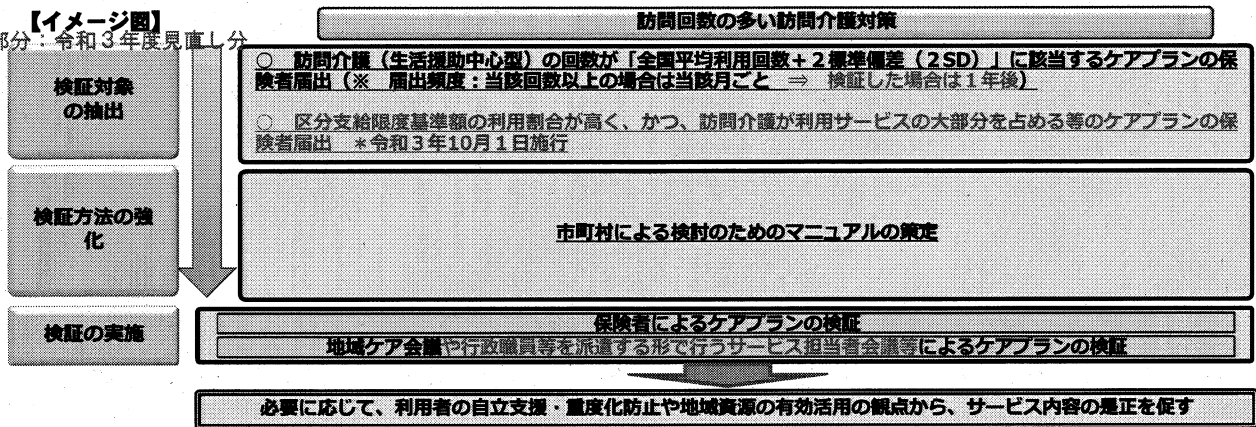 【イメージ図】
部分：令和３年度見直し分
訪問回数の多い訪問介護対策
検証対象
の抽出
○ 訪問介護（生活援助中心型）の回数が「全国平均利用回数＋２標準偏差（２SD）」に該当するケアプランの保
険者届出（※ 届出頻度：当該回数以上の場合は当該月ごと ⇒ 検証した場合は１年後）
○ 区分支給限度基準額の利用割合が高く、かつ、訪問介護が利用サービスの大部分を占める等のケアプランの保
険者届出 ＊令和３年10月１日施行
検証方法の強
化
市町村による検討のためのマニュアルの策定
検証の実施
保険者によるケアプランの検証
地域ケア会議や行政職員等を派遣する形で行うサービス担当者会議等によるケアプランの検証
必要に応じて、利用者の自立支援・重度化防止や地域資源の有効活用の観点から、サービス内容の是正を促す